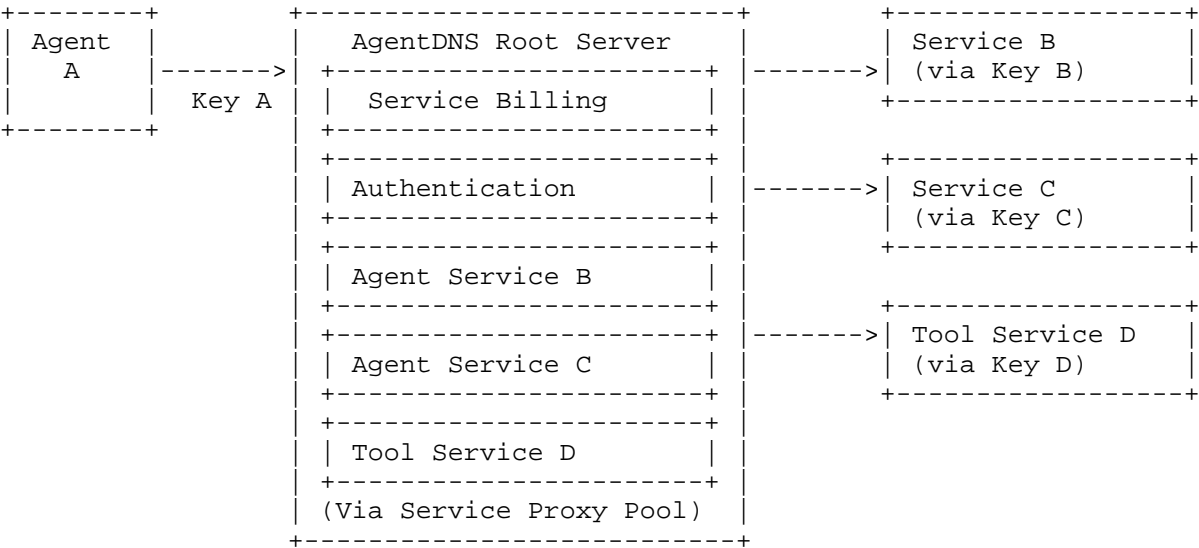 Agent A
Key A
AgentDNS Root Server
Service Billing
Authentication
Agent Service B
Agent Service C
Tool Service D
(Via Service Proxy Pool)
Service B
(via Key B)
Service C
(via Key C)
Tool Service D
(via Key D)